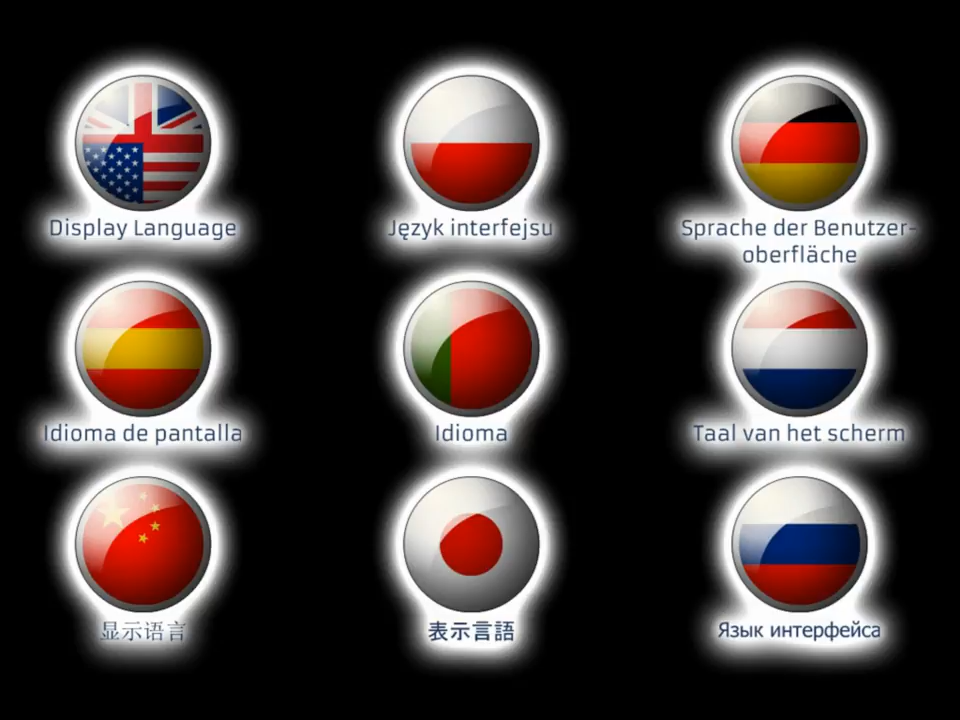 Display Language
Język interfejsu
Sprache der Benutzer-
oberfläche
Idioma de pantalla
Idioma
Taal van het scherm
显示语言
表示言語
Язык интерфейса